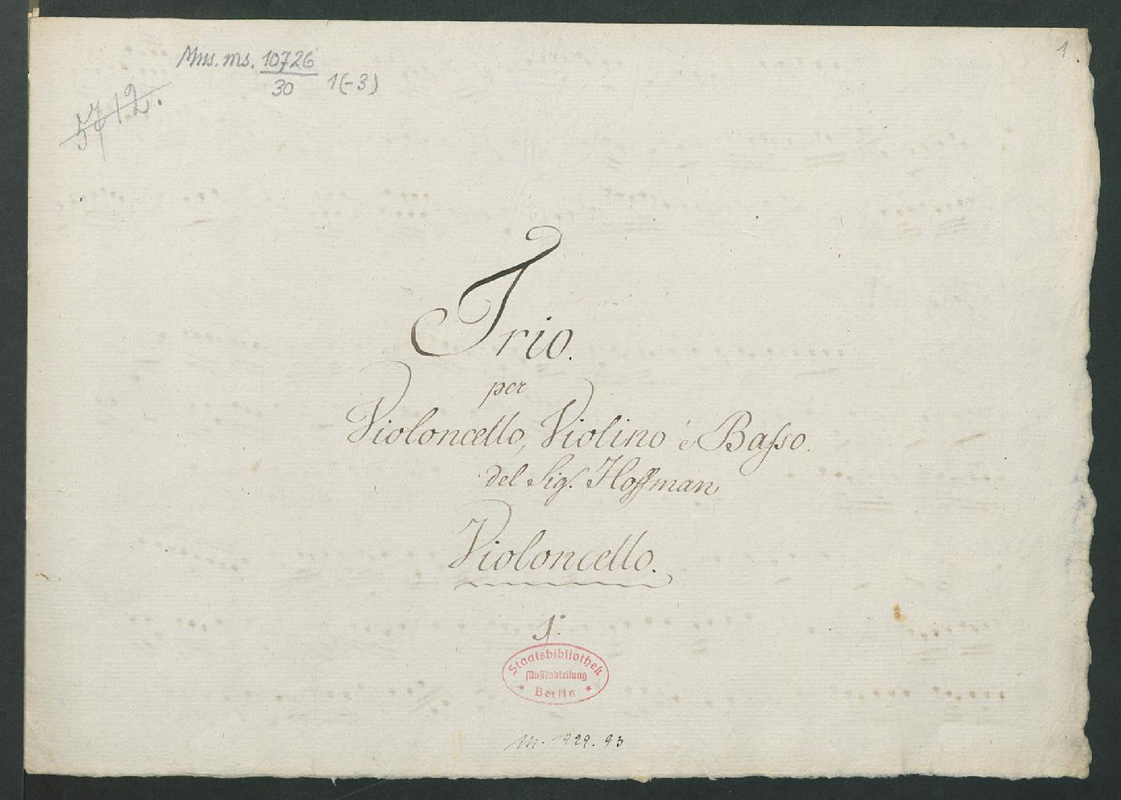 1.
Mus. ms. 10726
30
1(-3)
5712.
Trio.
per
Violoncello, Violino è Basso.
del Sigr. Hoffman
Violoncello.
1:
Staatsbibliothek
Musikabteilung
Berlin
M. 1929. 93